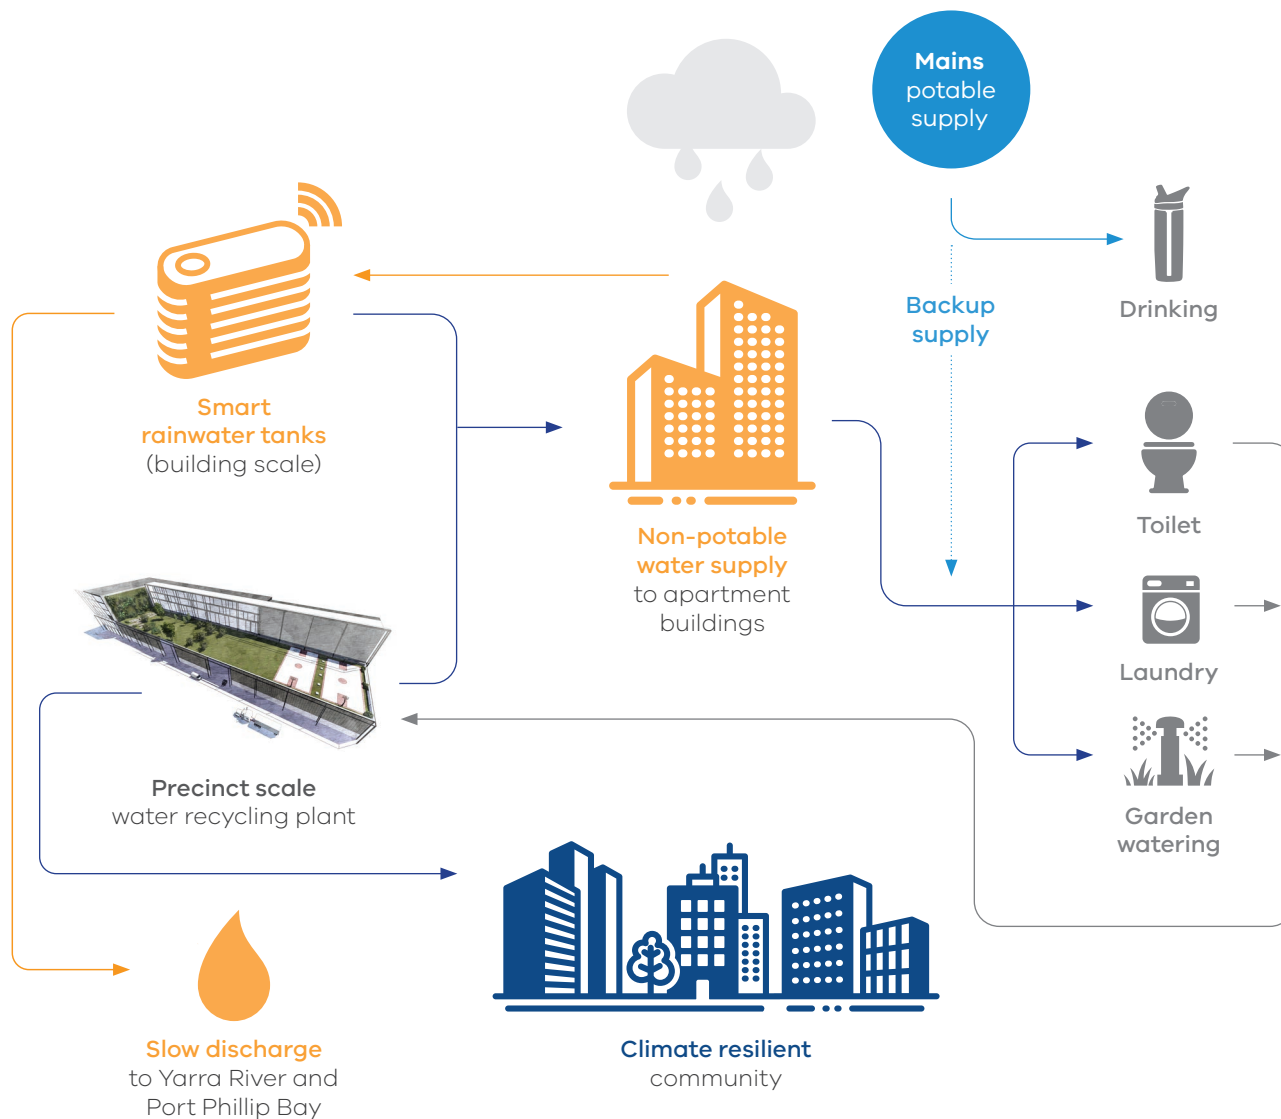 Mains
potable
supply
Drinking
Backup
supply
Smart
rainwater tanks
(building scale)
Non-potable
water supply
to apartment
buildings
Toilet
Laundry
Garden
watering
Precinct scale
water recycling plant
Slow discharge
to Yarra River and
Port Phillip Bay
Climate resilient
community